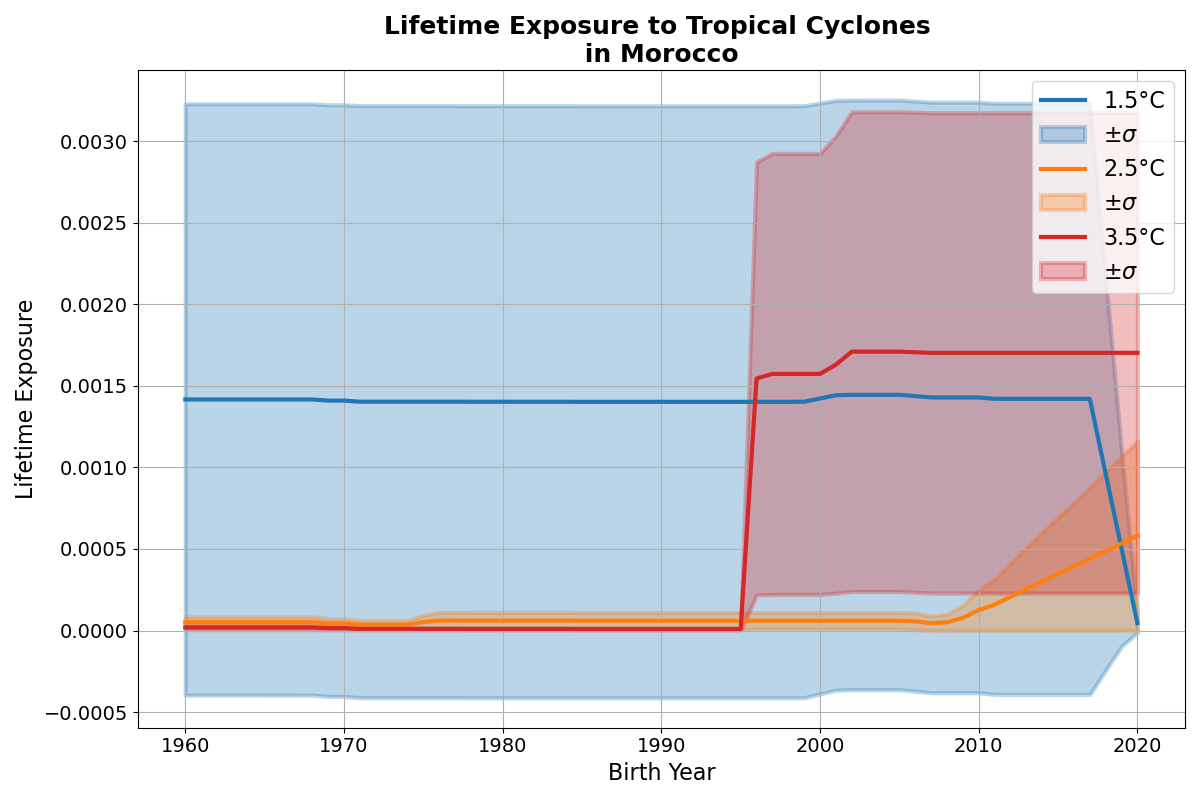 Lifetime Exposure to Tropical Cyclones
in Morocco
1.5°C
±σ
2.5°C
±σ
3.5°C
±σ
Lifetime Exposure
0.0030
0.0025
0.0020
0.0015
0.0010
0.0005
0.0000
−0.0005
1960 1970 1980 1990 2000 2010 2020
Birth Year